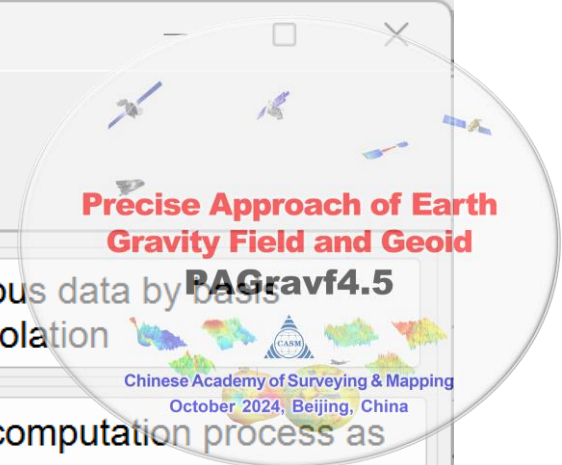 Precise Approach of Earth
Gravity Field and Geoid
PAGravf4.5
ous data by basis
olation
CASM
Chinese Academy of Surveying & Mapping
October 2024, Beijing, China
computation process as